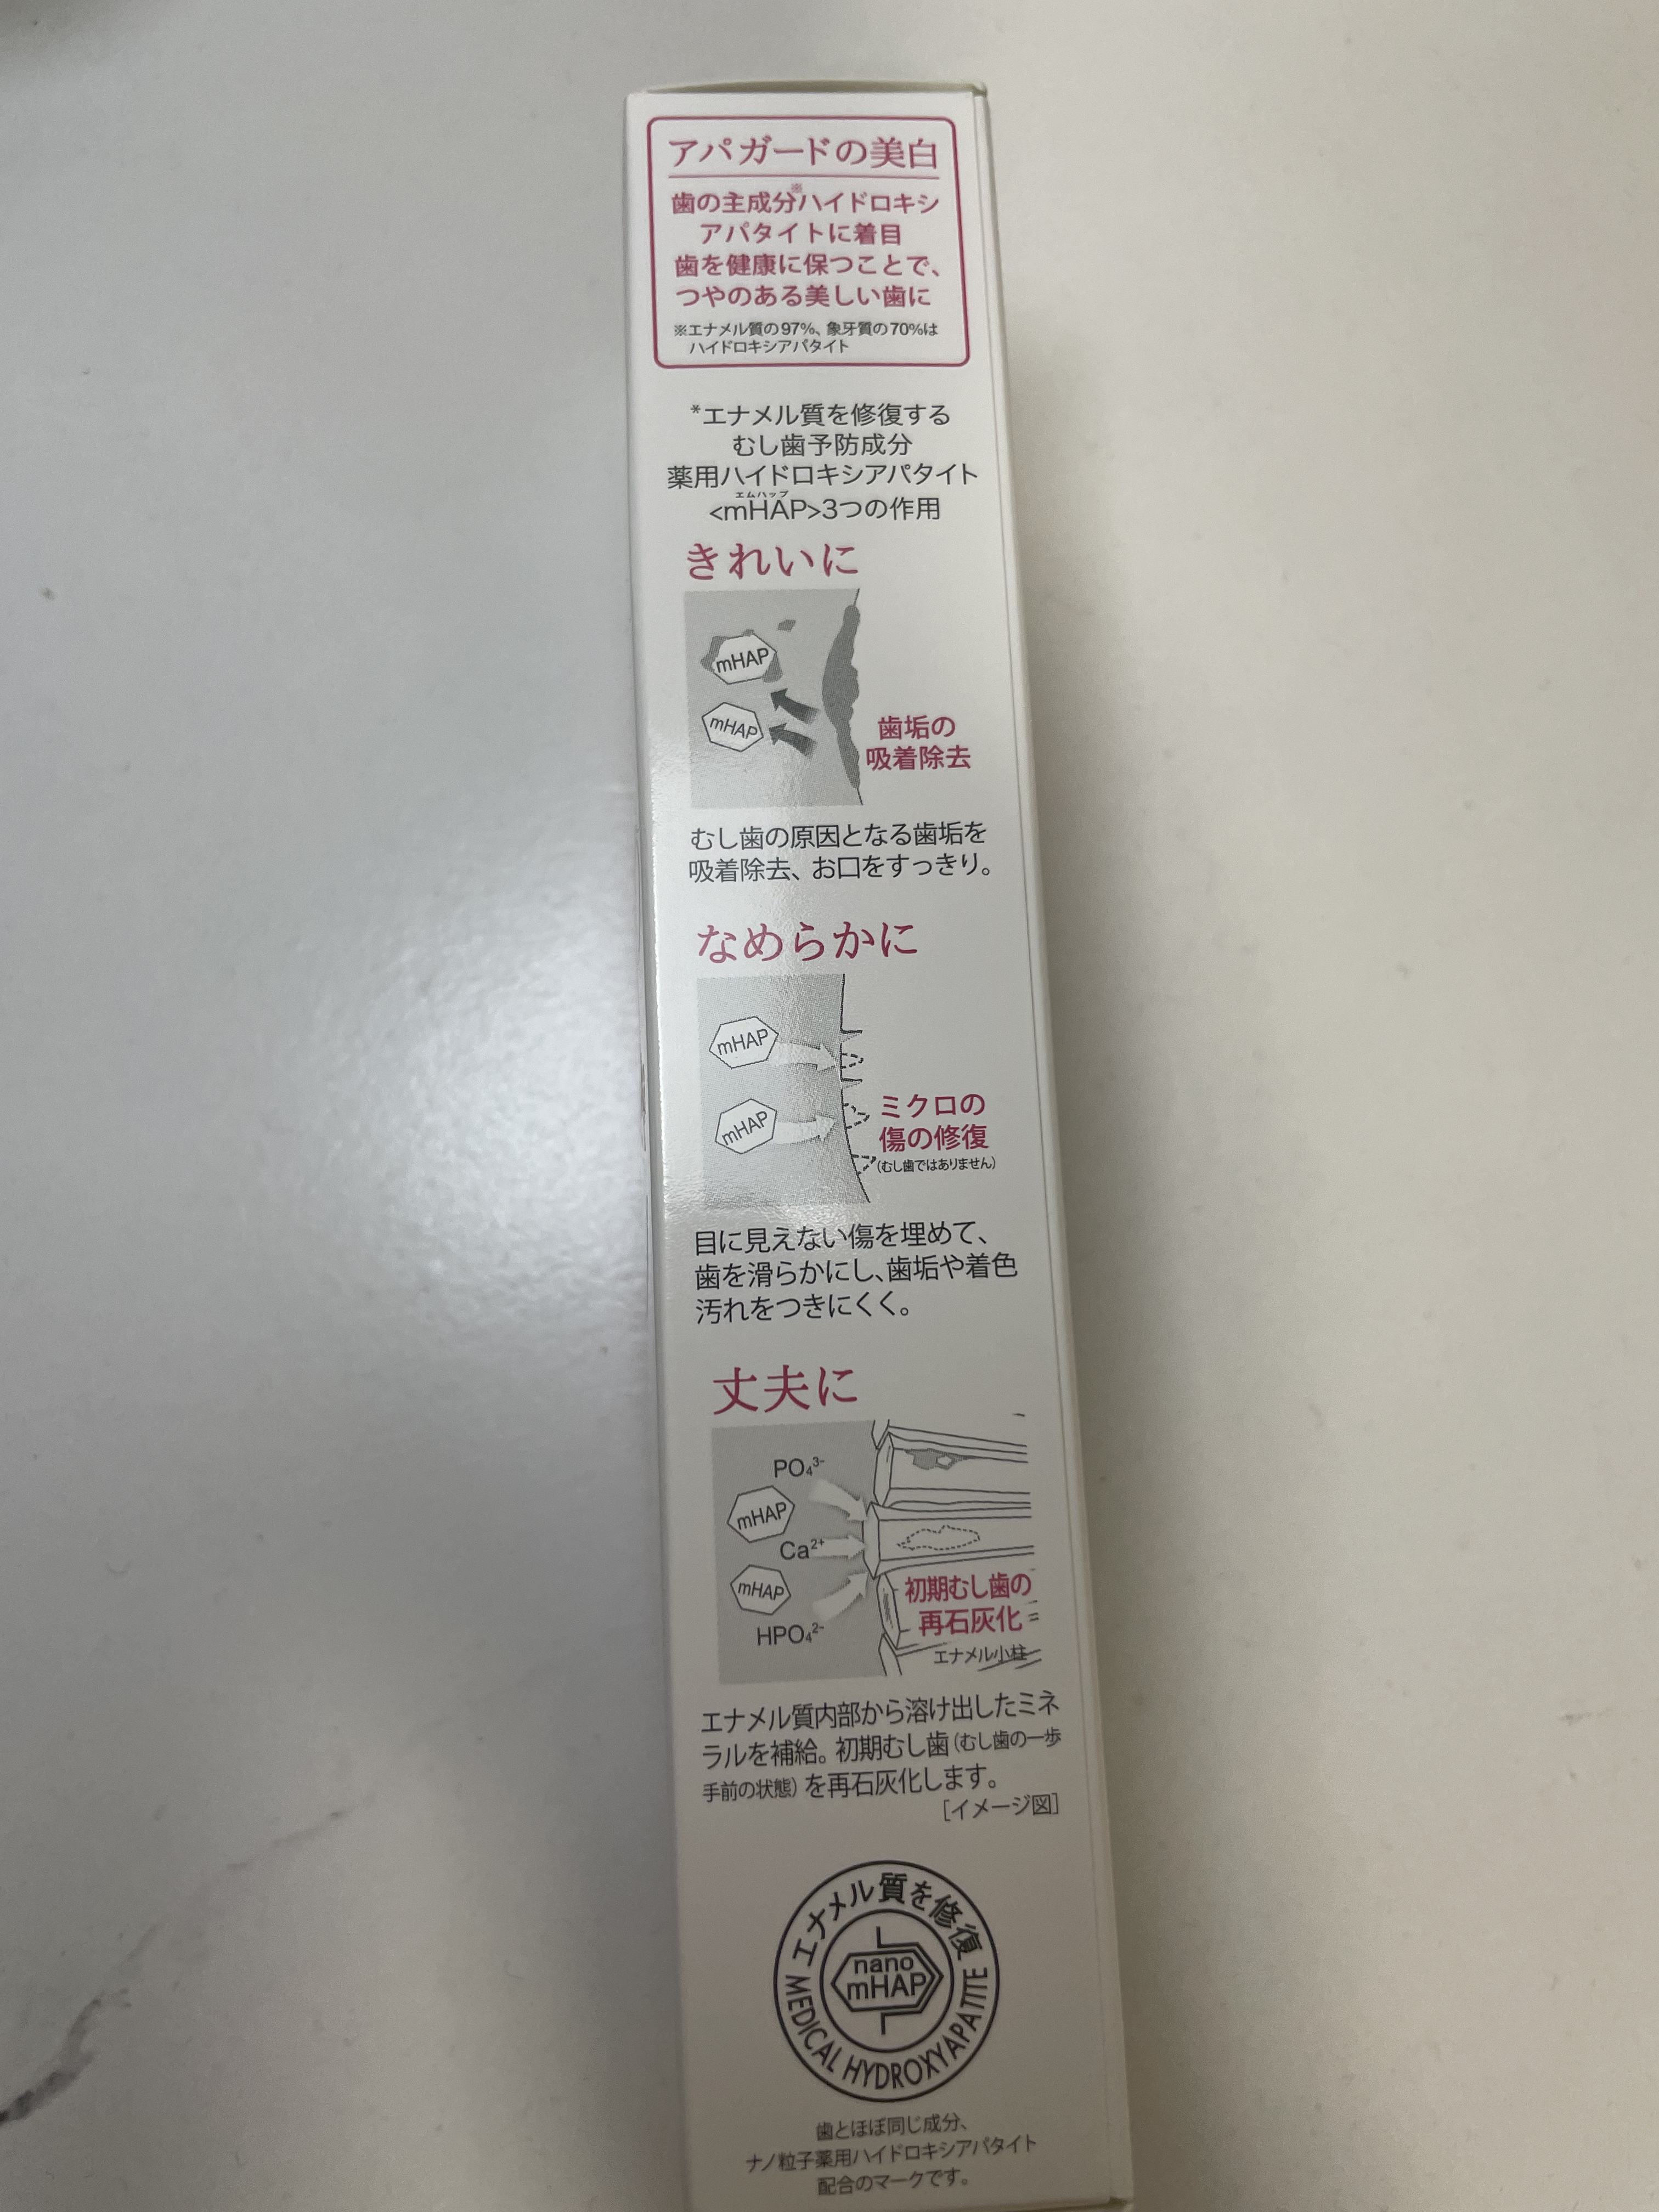 アパガードの美白
歯の主成分※ハイドロキシ
アパタイトに着目
歯を健康に保つことで、
つやのある美しい歯に
※エナメル質の97%、象牙質の70%は
ハイドロキシアパタイト
*エナメル質を修復する
むし歯予防成分
薬用ハイドロキシアパタイト
エムハップ
<mHAP>3つの作用
きれいに
mHAP
mHAP
歯垢の
吸着除去
むし歯の原因となる歯垢を
吸着除去、お口をすっきり。
なめらかに
mHAP
mHAP
ミクロの
傷の修復
(むし歯ではありません)
目に見えない傷を埋めて、
歯を滑らかにし、歯垢や着色
汚れをつきにくく。
丈夫に
PO₄³⁻
mHAP
Ca²⁺
mHAP
HPO₄²⁻
初期むし歯の
再石灰化
エナメル小柱
エナメル質内部から溶け出したミネ
ラルを補給。初期むし歯(むし歯の一歩
手前の状態)を再石灰化します。
[イメージ図]
エナメル質を修復
nano
mHAP
MEDICAL HYDROXYAPATITE
歯とほぼ同じ成分、
ナノ粒子薬用ハイドロキシアパタイト
配合のマークです。